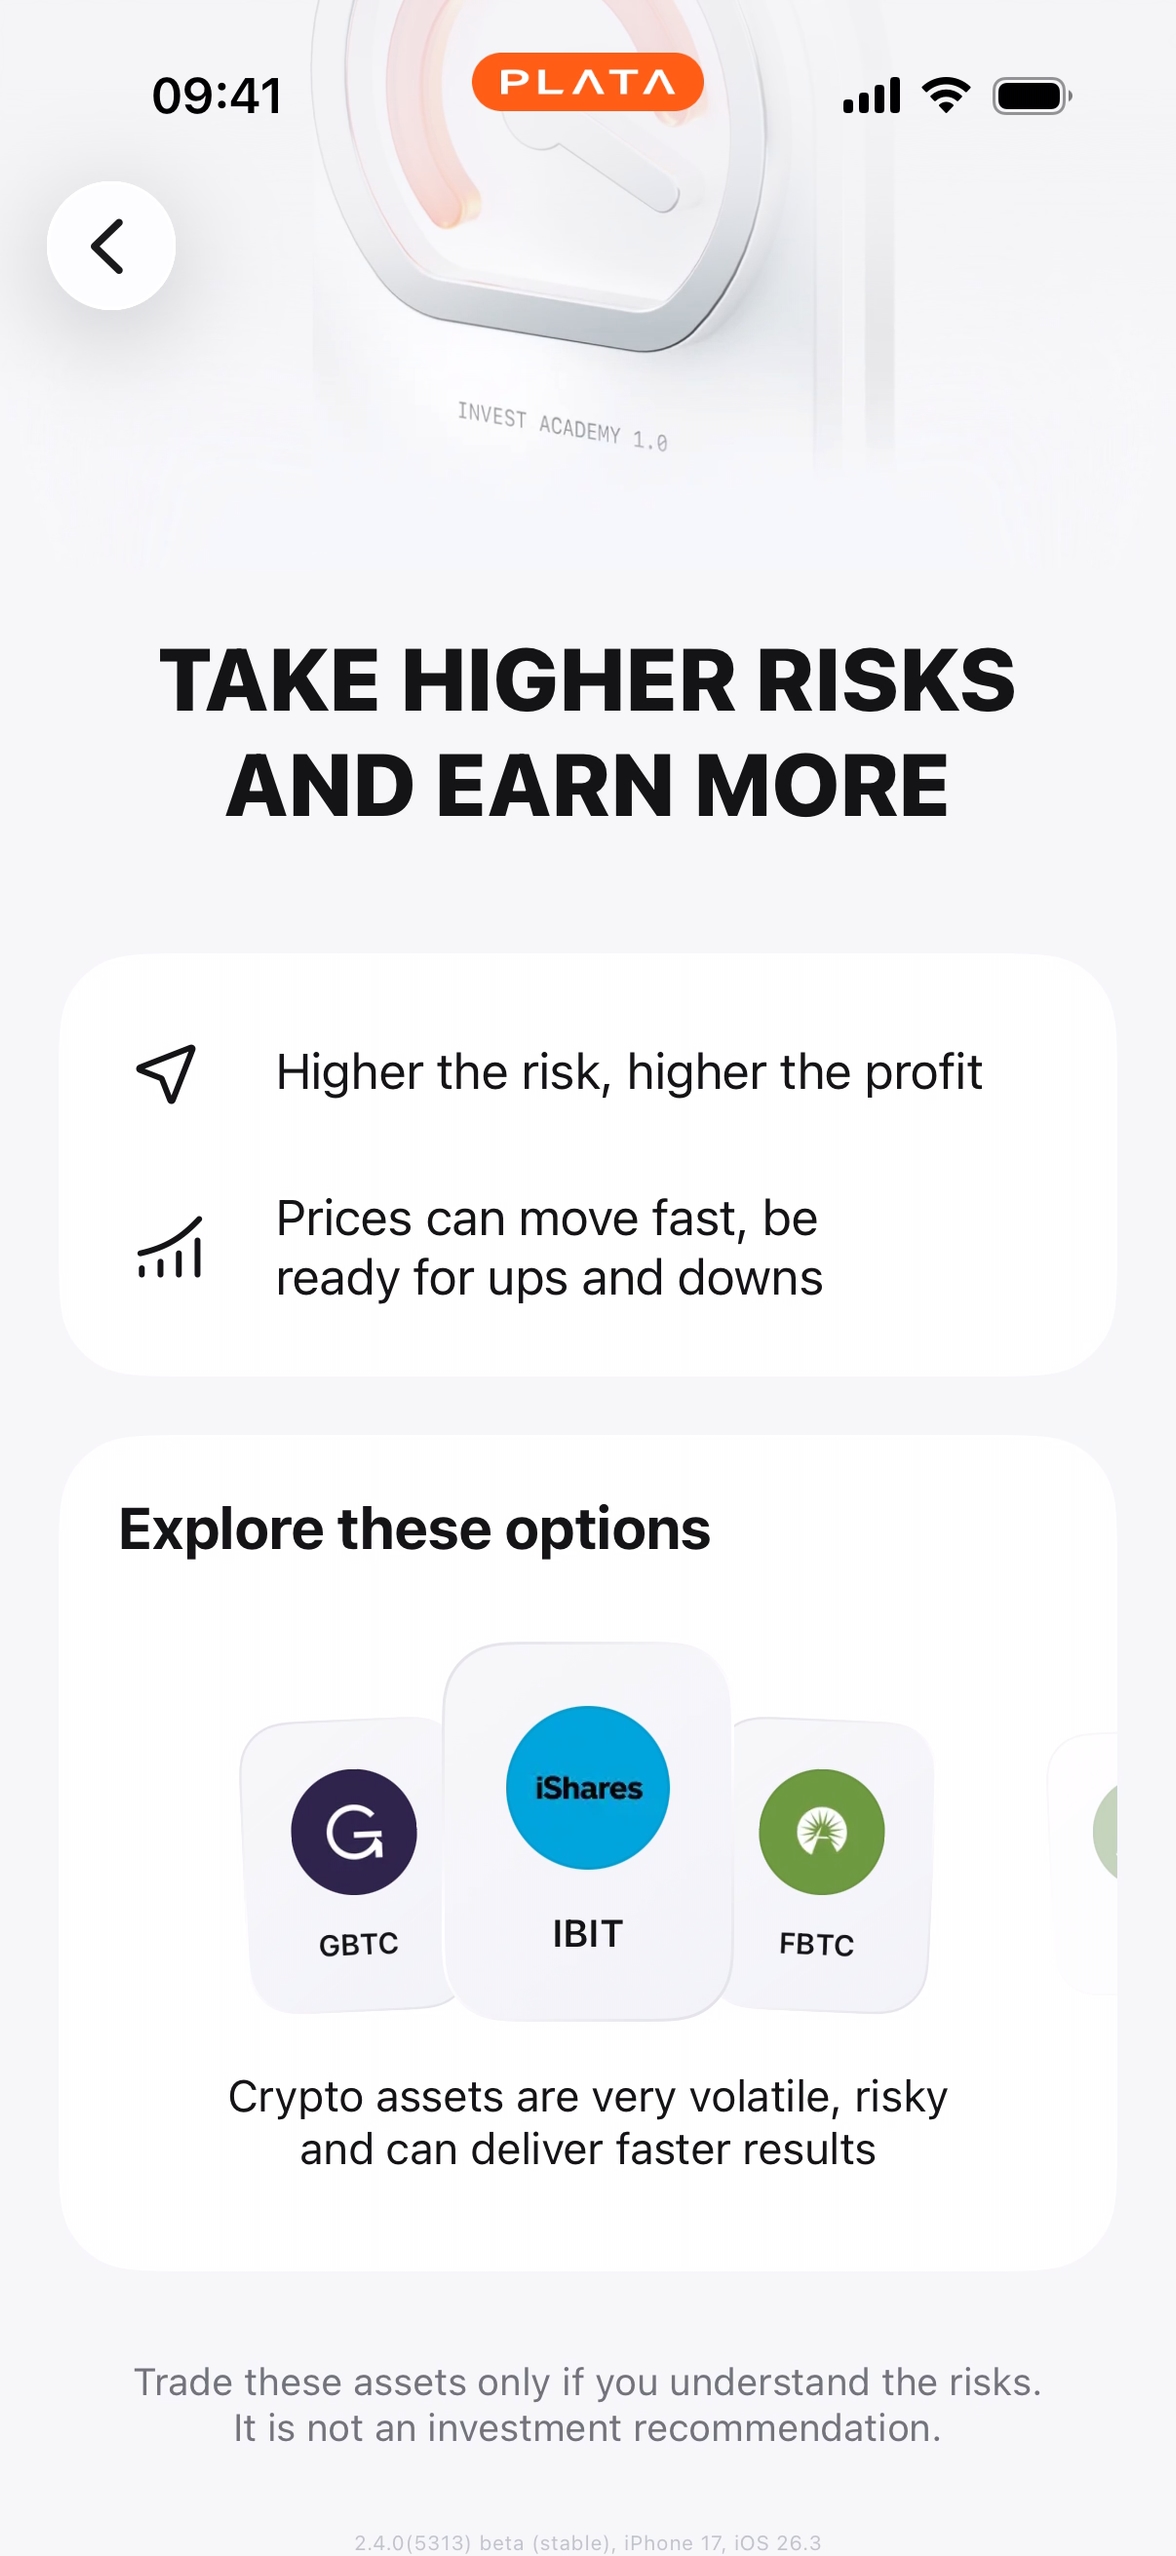 09:41
PLATA
INVEST ACADEMY 1.0
TAKE HIGHER RISKS
AND EARN MORE
Higher the risk, higher the profit
Prices can move fast, be
ready for ups and downs
Explore these options
GBTC
iShares
IBIT
FBTC
Crypto assets are very volatile, risky
and can deliver faster results
Trade these assets only if you understand the risks.
It is not an investment recommendation.
2.4.0(5313) beta (stable), iPhone 17, iOS 26.3